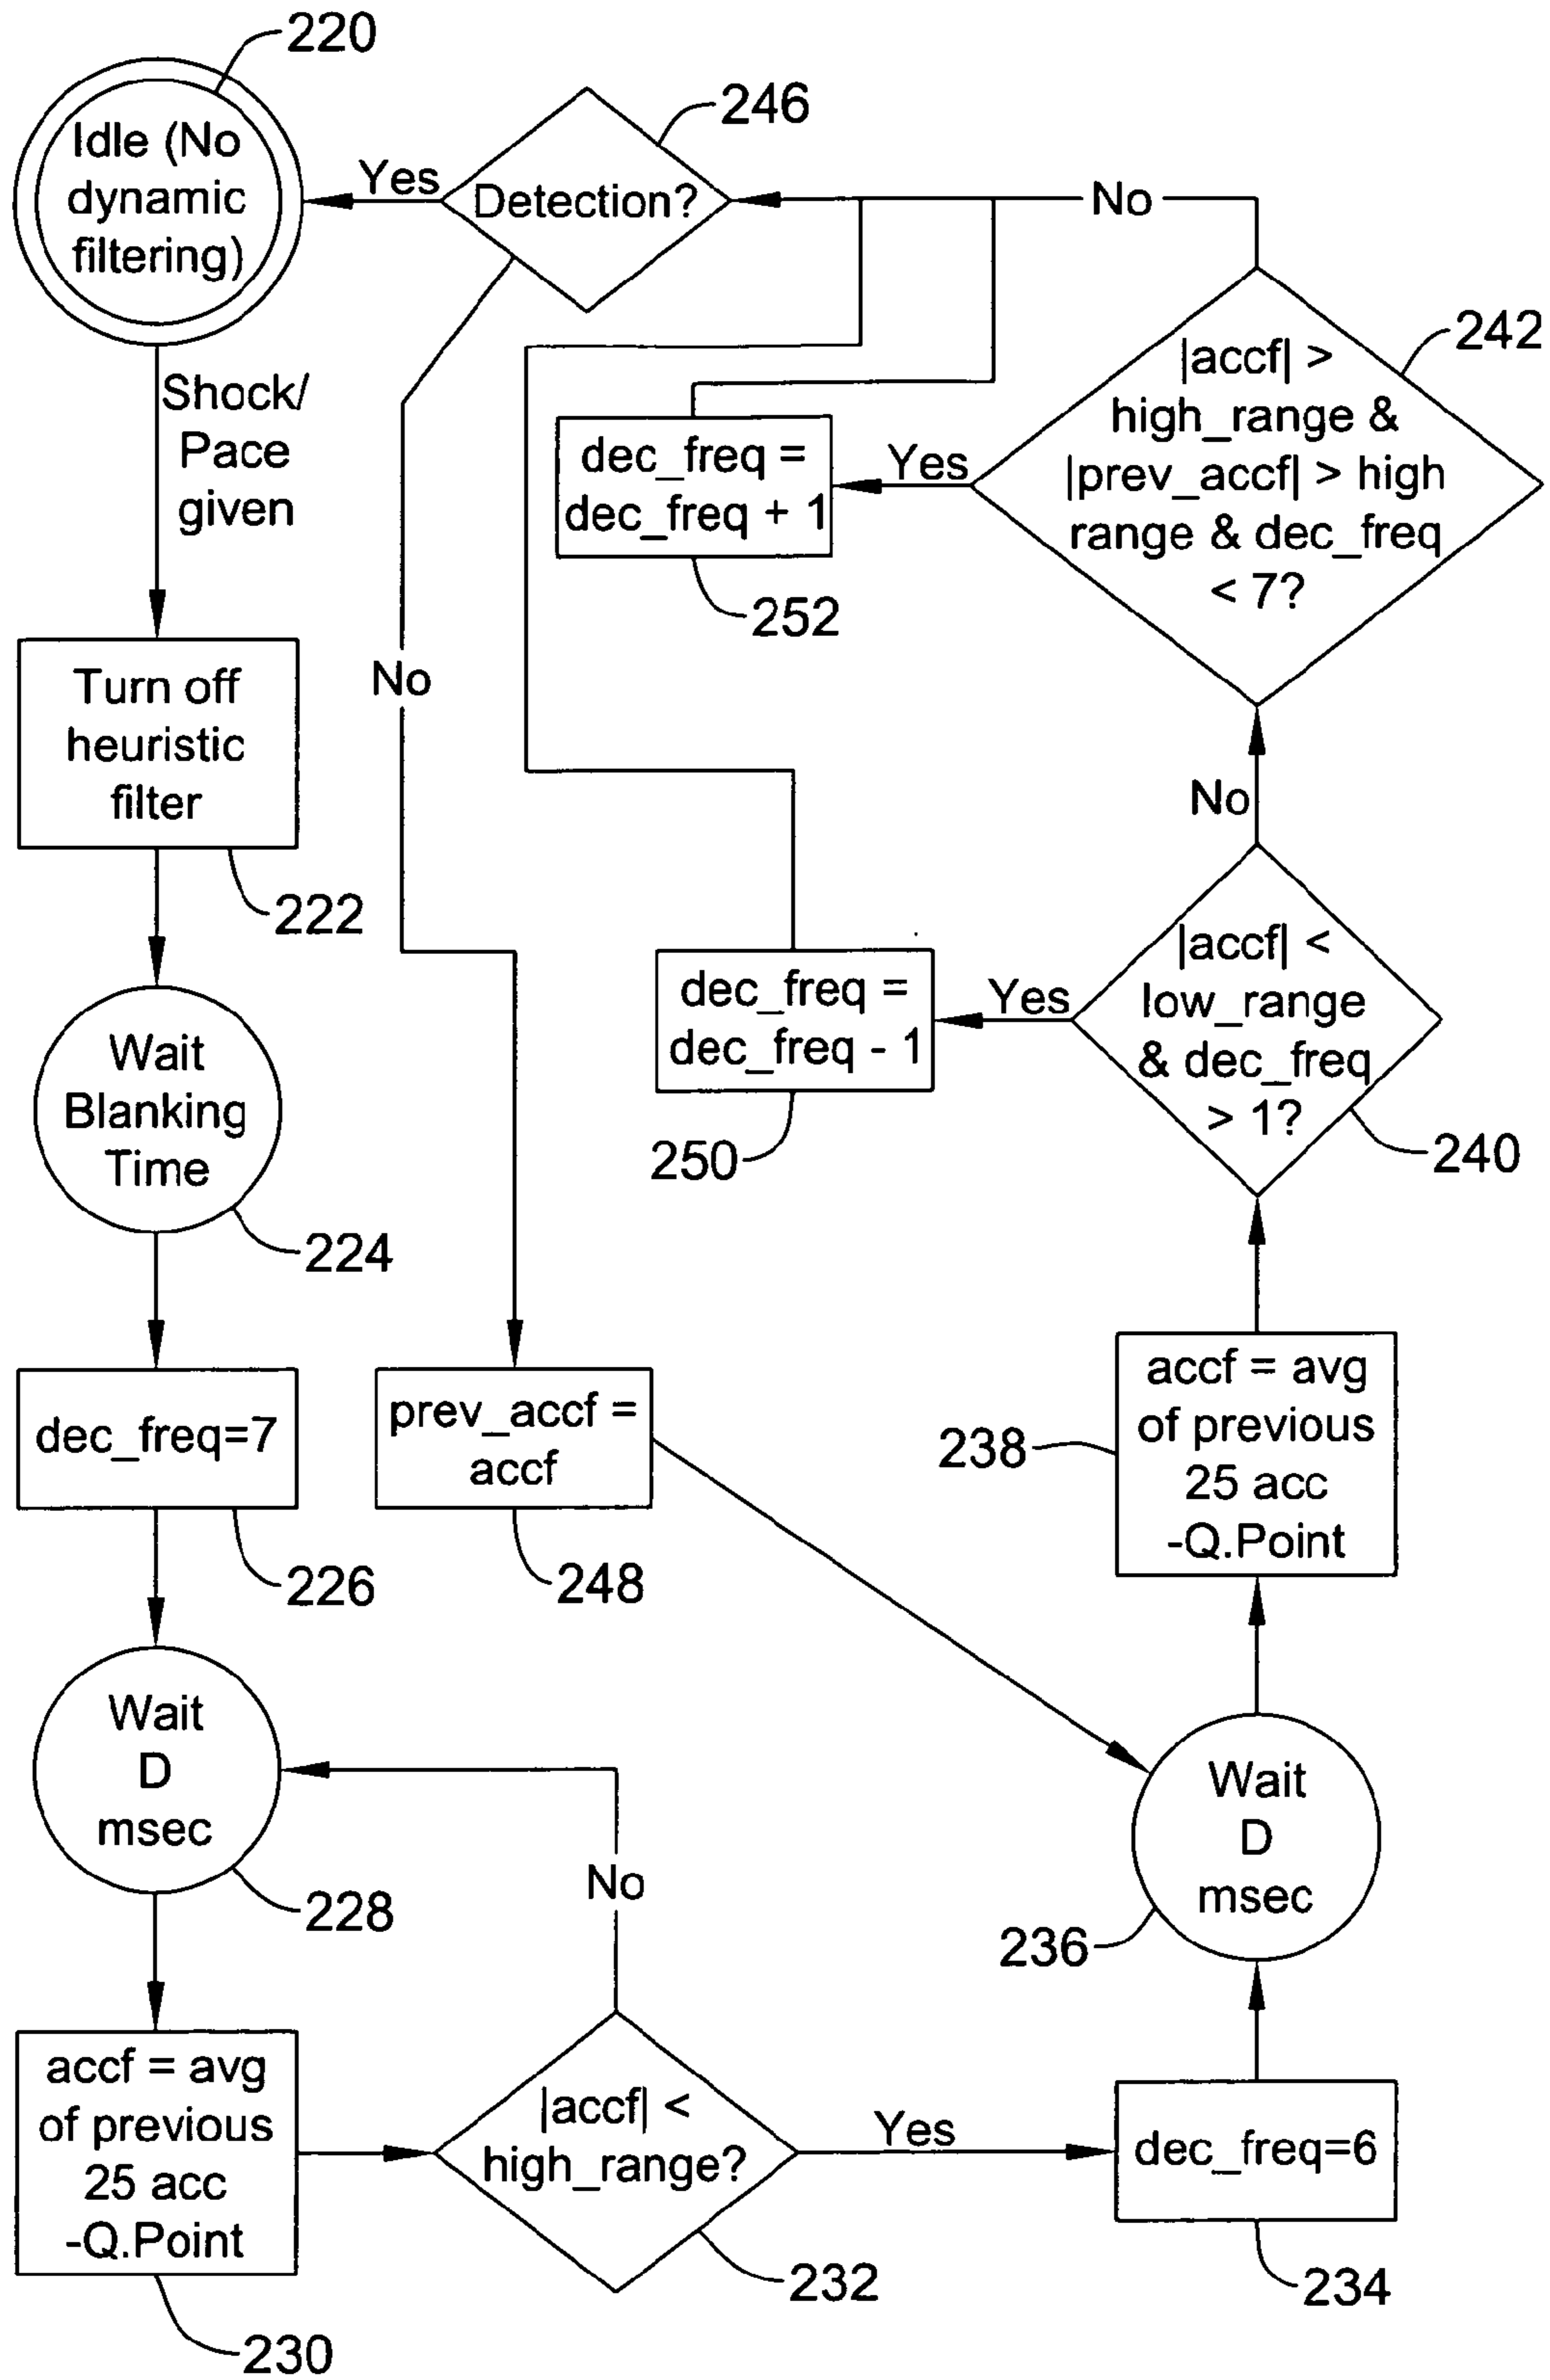 220
Idle (No
dynamic
filtering)
Yes
Detection?
246
No
Shock/
Pace
given
|accf| >
high_range &
|prev_accf| > high
range & dec_freq
< 7?
242
Yes
dec_freq =
dec_freq + 1
252
No
Turn off
heuristic
filter
222
No
|accf| <
low_range
& dec_freq
> 1?
240
Yes
dec_freq =
dec_freq - 1
250
Wait
Blanking
Time
224
dec_freq=7
226
prev_accf =
accf
248
accf = avg
of previous
25 acc
-Q.Point
238
Wait
D
msec
228
No
Wait
D
msec
236
accf = avg
of previous
25 acc
-Q.Point
230
|accf| <
high_range?
232
Yes
dec_freq=6
234